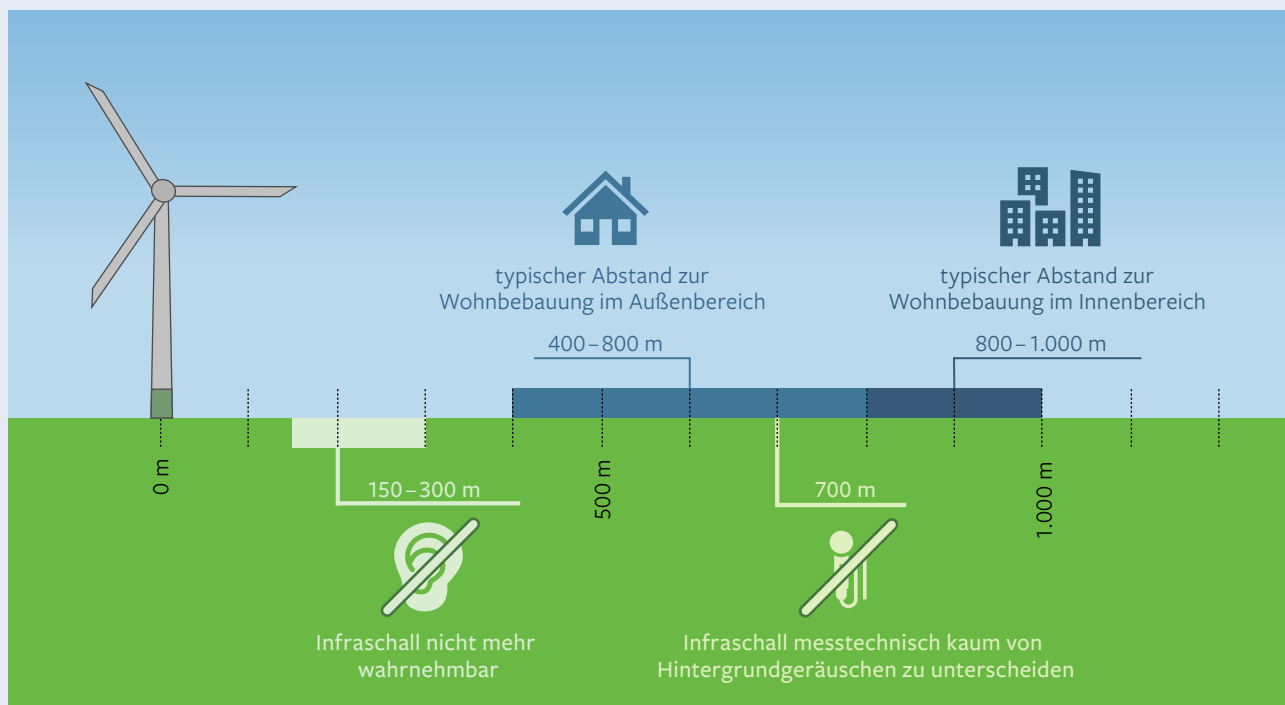 typischer Abstand zur
Wohnbebauung im Außenbereich
400–800 m
typischer Abstand zur
Wohnbebauung im Innenbereich
800–1.000 m
0 m
500 m
1.000 m
150–300 m
Infraschall nicht mehr
wahrnehmbar
700 m
Infraschall messtechnisch kaum von
Hintergrundgeräuschen zu unterscheiden